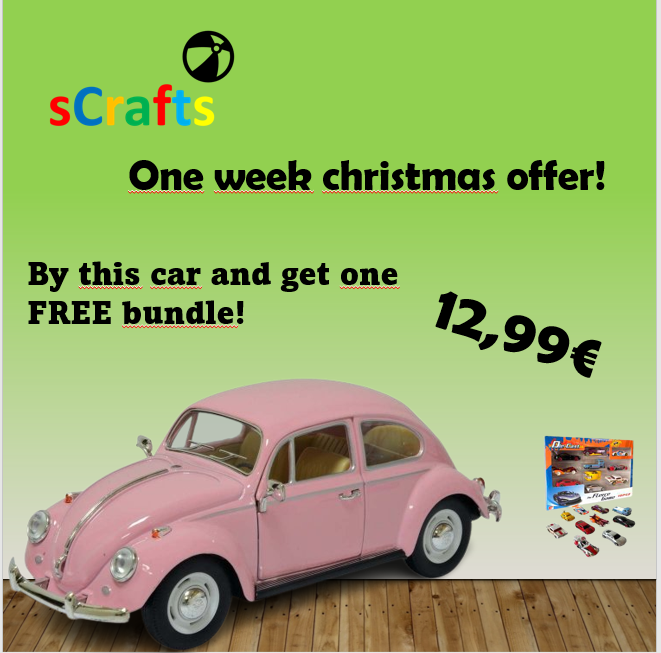 sCrafts
One week christmas offer!
By this car and get one
FREE bundle!
12,99€